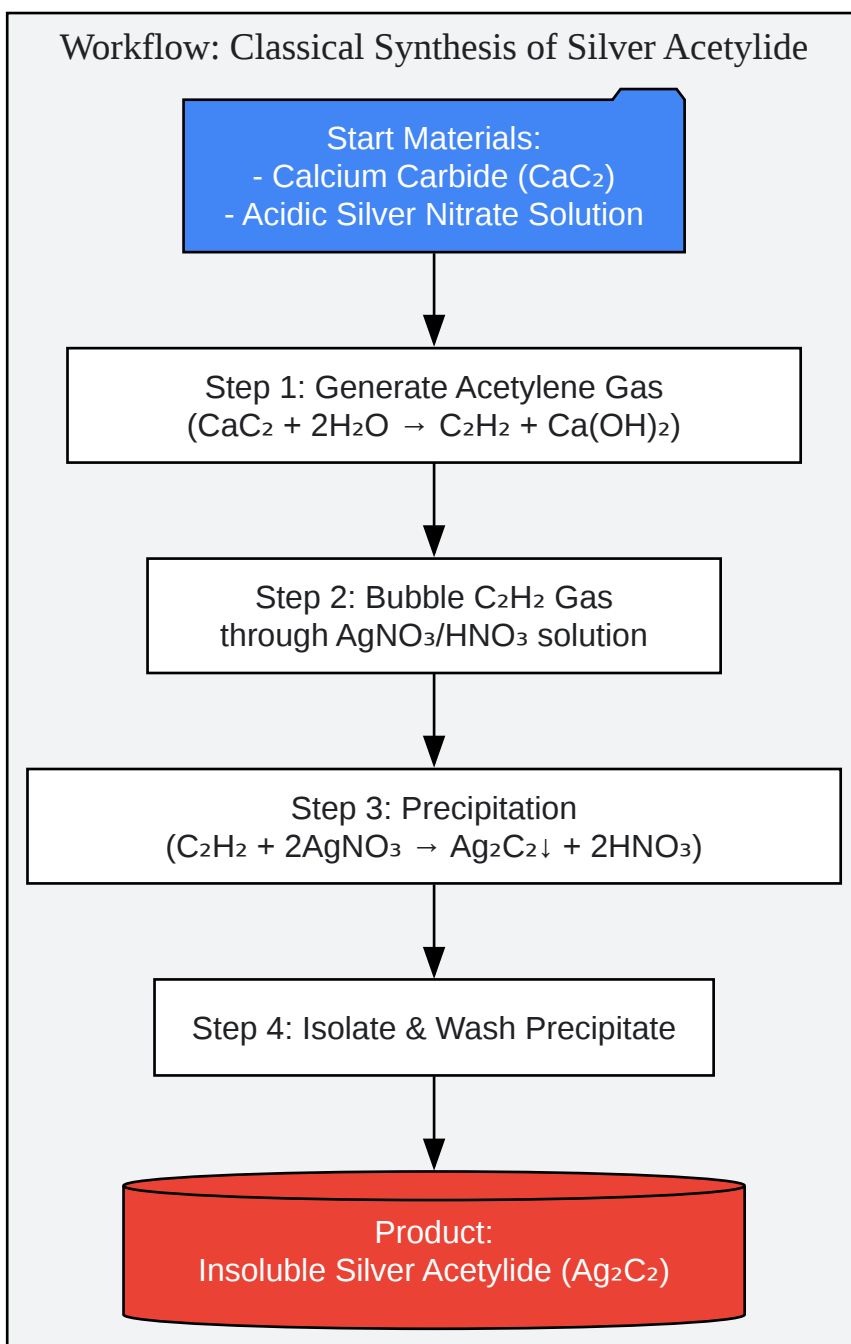 Workflow: Classical Synthesis of Silver Acetylide
Start Materials:
- Calcium Carbide (CaC₂)
- Acidic Silver Nitrate Solution
Step 1: Generate Acetylene Gas
(CaC₂ + 2H₂O → C₂H₂ + Ca(OH)₂)
Step 2: Bubble C₂H₂ Gas
through AgNO₃/HNO₃ solution
Step 3: Precipitation
(C₂H₂ + 2AgNO₃ → Ag₂C₂↓ + 2HNO₃)
Step 4: Isolate & Wash Precipitate
Product:
Insoluble Silver Acetylide (Ag₂C₂)